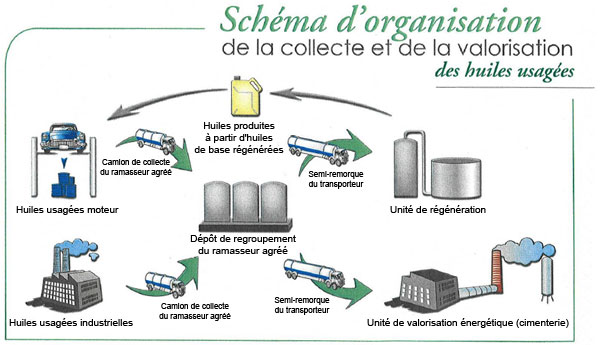 Schéma d'organisation
de la collecte et de la valorisation
des huiles usagées
Huiles produites
à partir d'huiles
de base régénérées
Camion de collecte
du ramasseur agréé
Semi-remorque
du transporteur
Huiles usagées moteur
Unité de régénération
Dépôt de regroupement
du ramasseur agréé
Camion de collecte
du ramasseur agréé
Semi-remorque
du transporteur
Huiles usagées industrielles
Unité de valorisation énergétique (cimenterie)